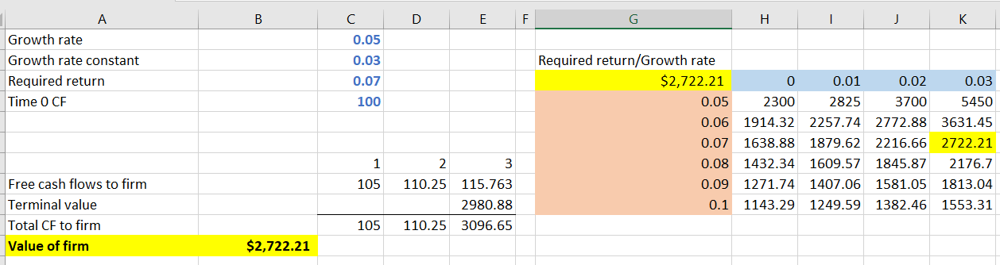 A B C D E F G H I J K
Growth rate 0.05
Growth rate constant 0.03 Required return/Growth rate
Required return 0.07 $2,722.21 0 0.01 0.02 0.03
Time 0 CF 100 0.05 2300 2825 3700 5450
0.06 1914.32 2257.74 2772.88 3631.45
0.07 1638.88 1879.62 2216.66 2722.21
1 2 3 0.08 1432.34 1609.57 1845.87 2176.7
Free cash flows to firm 105 110.25 115.763 0.09 1271.74 1407.06 1581.05 1813.04
Terminal value 2980.88 0.1 1143.29 1249.59 1382.46 1553.31
Total CF to firm 105 110.25 3096.65
Value of firm $2,722.21